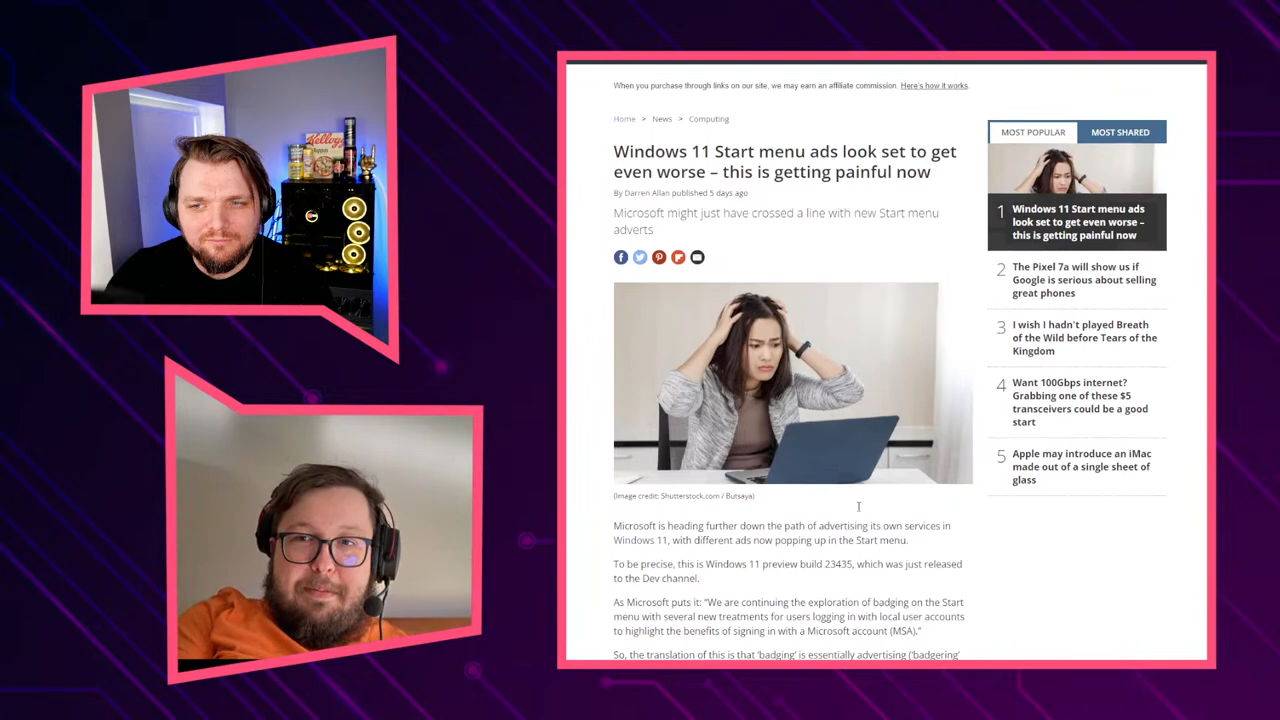 Kellogg's
When you purchase through links on our site, we may earn an affiliate commission. Here's how it works.
Home > News > Computing
Windows 11 Start menu ads look set to get
even worse – this is getting painful now
By Darren Allan published 5 days ago
Microsoft might just have crossed a line with new Start menu
adverts
(Image credit: Shutterstock.com / Butsaya)
Microsoft is heading further down the path of advertising its own services in
Windows 11, with different ads now popping up in the Start menu.
To be precise, this is Windows 11 preview build 23435, which was just released
to the Dev channel.
As Microsoft puts it: “We are continuing the exploration of badging on the Start
menu with several new treatments for users logging in with local user accounts
to highlight the benefits of signing in with a Microsoft account (MSA).”
So, the translation of this is that ‘badging’ is essentially advertising (‘badgering’
MOST POPULAR
MOST SHARED
1
Windows 11 Start menu ads
look set to get even worse –
this is getting painful now
2
The Pixel 7a will show us if
Google is serious about selling
great phones
3
I wish I hadn't played Breath
of the Wild before Tears of the
Kingdom
4
Want 100Gbps internet?
Grabbing one of these $5
transceivers could be a good
start
5
Apple may introduce an iMac
made out of a single sheet of
glass